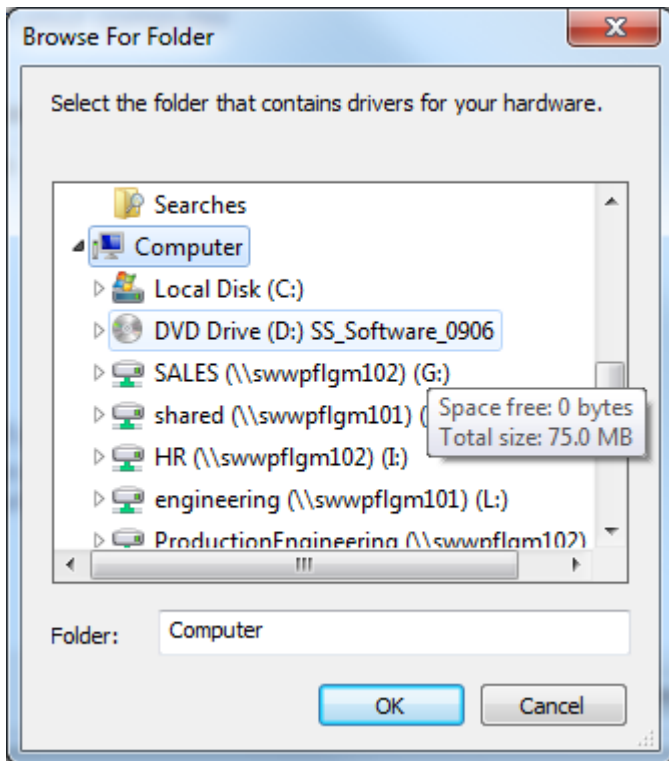 Browse For Folder
Select the folder that contains drivers for your hardware.
Searches
Computer
Local Disk (C:)
DVD Drive (D:) SS_Software_0906
SALES (\\swwpflgm102) (G:)
shared (\\swwpflgm101) (
Space free: 0 bytes
Total size: 75.0 MB
HR (\\swwpflgm102) (I:)
engineering (\\swwpflgm101) (L:)
ProductionEngineering (\\swwpflgm102)
Folder:
Computer
OK
Cancel